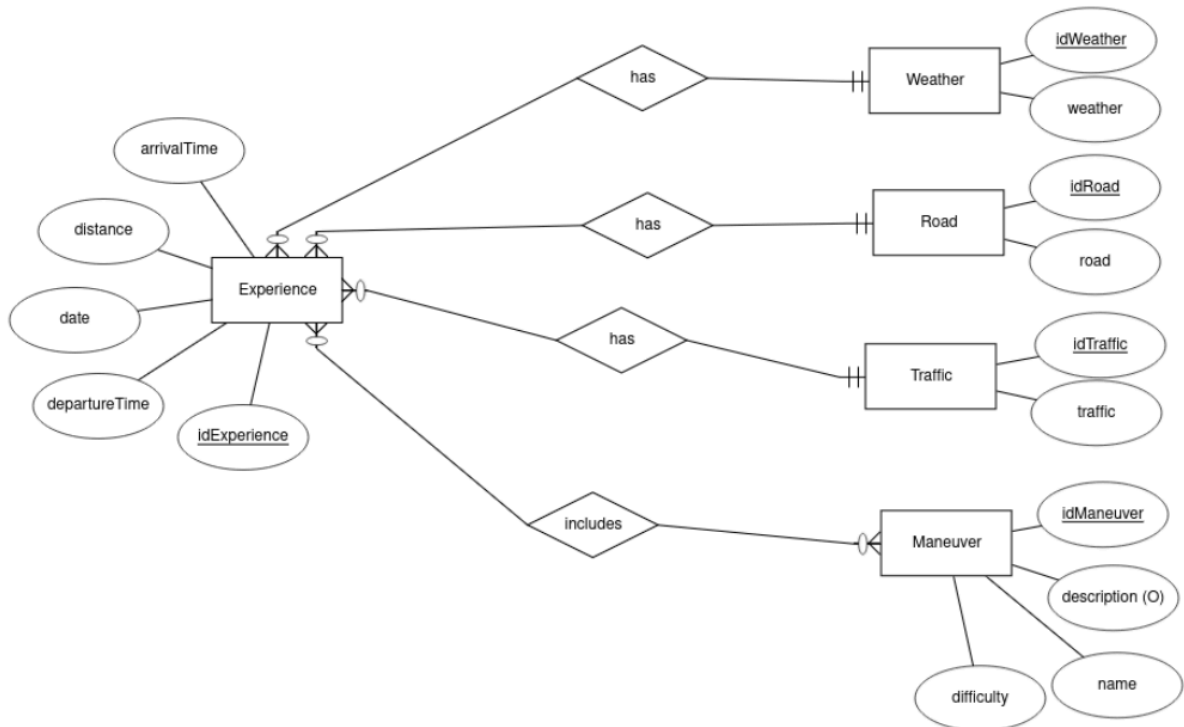 idWeather
has
Weather
weather
arrivalTime
idRoad
distance
has
Road
road
Experience
date
has
idTraffic
Traffic
departureTime
traffic
idExperience
idManeuver
includes
Maneuver
description (O)
difficulty
name